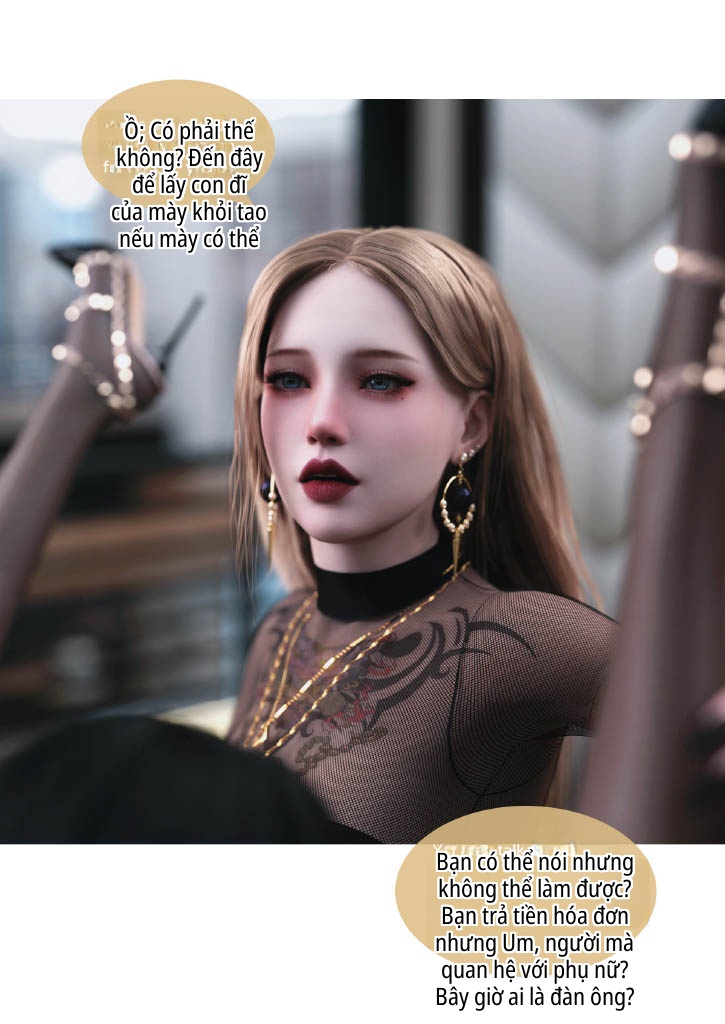 Ồ; Có phải thế
không? Đến đây
để lấy con đĩ
của mày khỏi tao
nếu mày có thể
Bạn có thể nói nhưng
không thể làm được?
Bạn trả tiền hóa đơn
nhưng Um, người mà
quan hệ với phụ nữ?
Bây giờ ai là đàn ông?